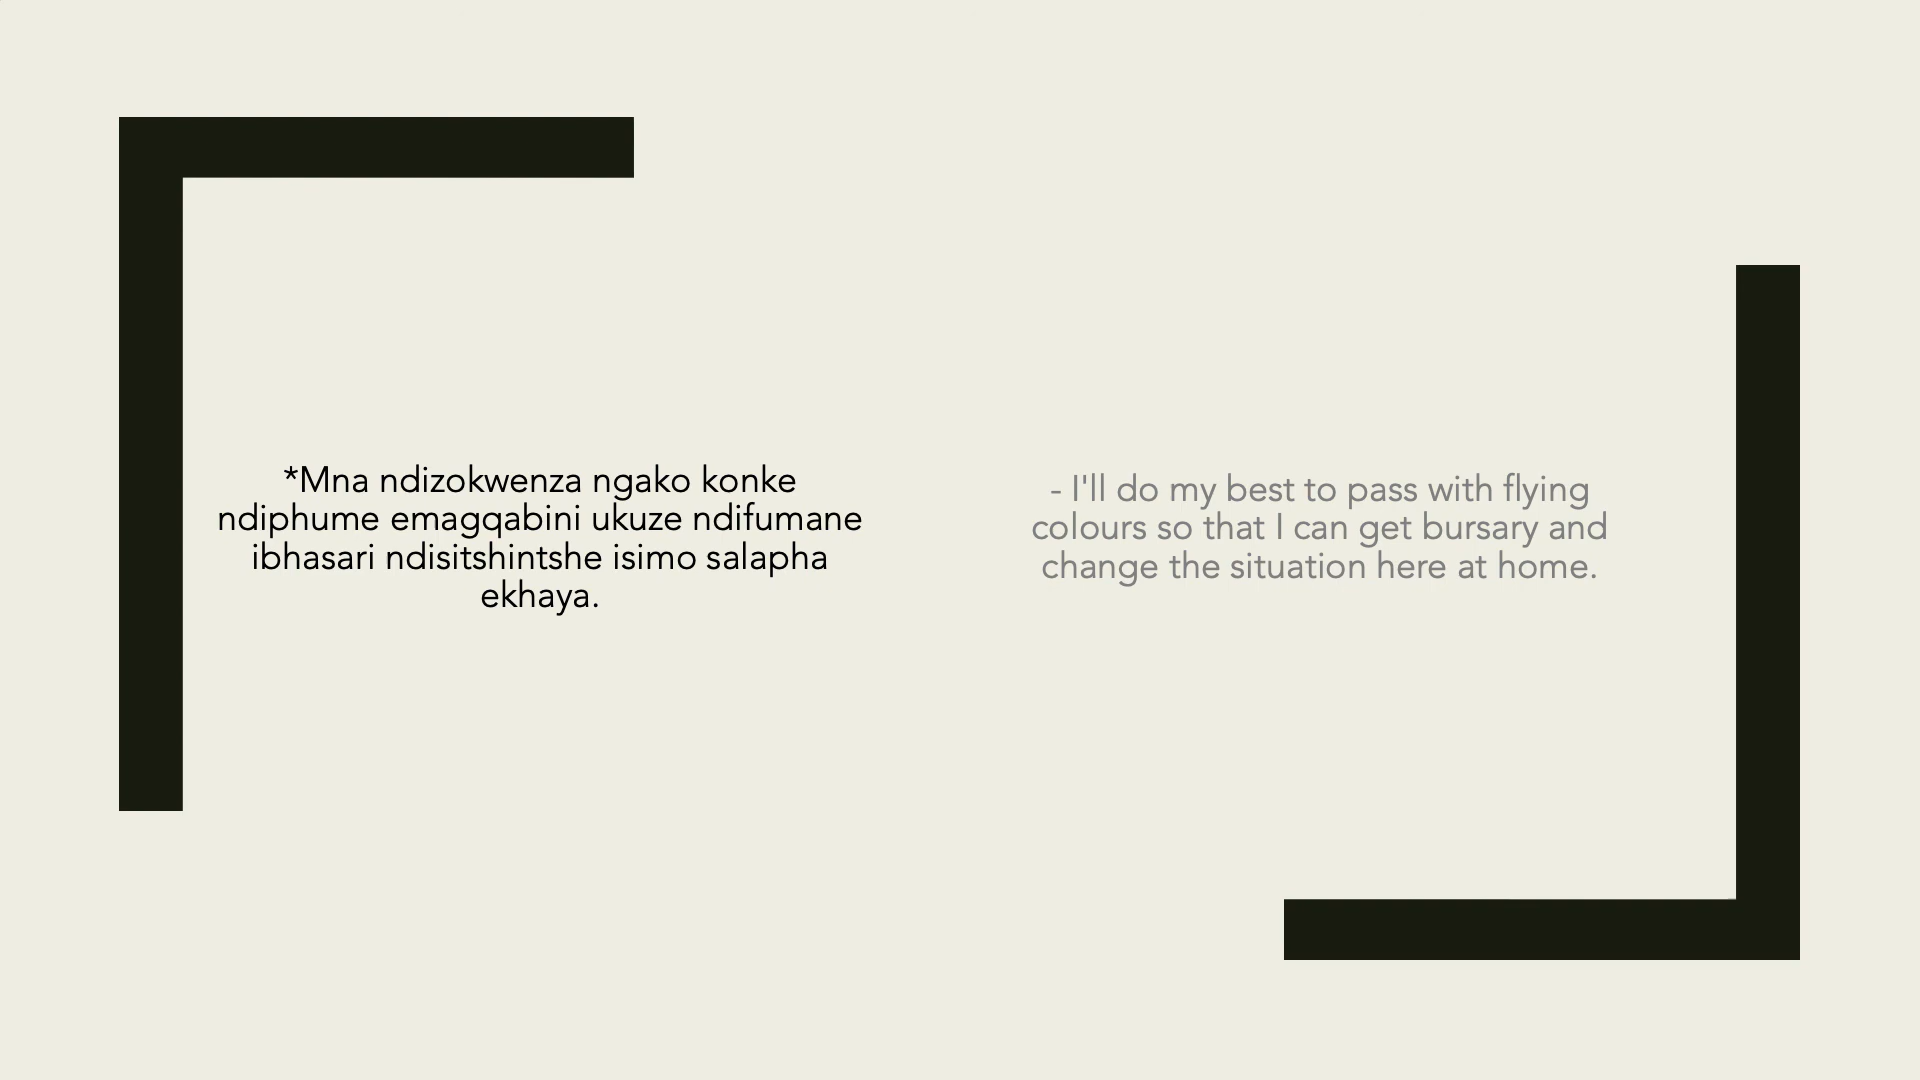 *Mna ndizokwenza ngako konke
ndiphume emagqabini ukuze ndifumane
ibhasari ndisitshintshe isimo salapha
ekhaya.
- I'll do my best to pass with flying
colours so that I can get bursary and
change the situation here at home.